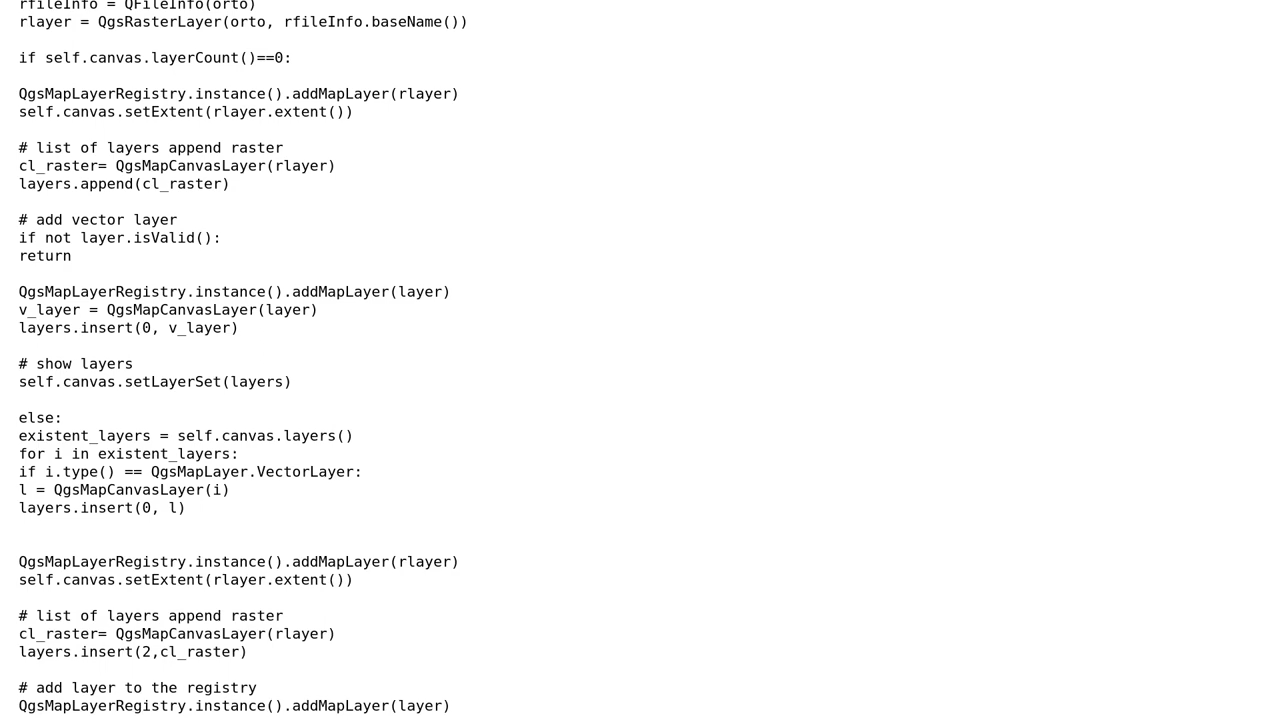 rfileInfo = QFileInfo(orto)
rlayer = QgsRasterLayer(orto, rfileInfo.baseName())
if self.canvas.layerCount()==0:
QgsMapLayerRegistry.instance().addMapLayer(rlayer)
self.canvas.setExtent(rlayer.extent())
# list of layers append raster
cl_raster= QgsMapCanvasLayer(rlayer)
layers.append(cl_raster)
# add vector layer
if not layer.isValid():
return
QgsMapLayerRegistry.instance().addMapLayer(layer)
v_layer = QgsMapCanvasLayer(layer)
layers.insert(0, v_layer)
# show layers
self.canvas.setLayerSet(layers)
else:
existent_layers = self.canvas.layers()
for i in existent_layers:
if i.type() == QgsMapLayer.VectorLayer:
l = QgsMapCanvasLayer(i)
layers.insert(0, l)
QgsMapLayerRegistry.instance().addMapLayer(rlayer)
self.canvas.setExtent(rlayer.extent())
# list of layers append raster
cl_raster= QgsMapCanvasLayer(rlayer)
layers.insert(2,cl_raster)
# add layer to the registry
QgsMapLayerRegistry.instance().addMapLayer(layer)